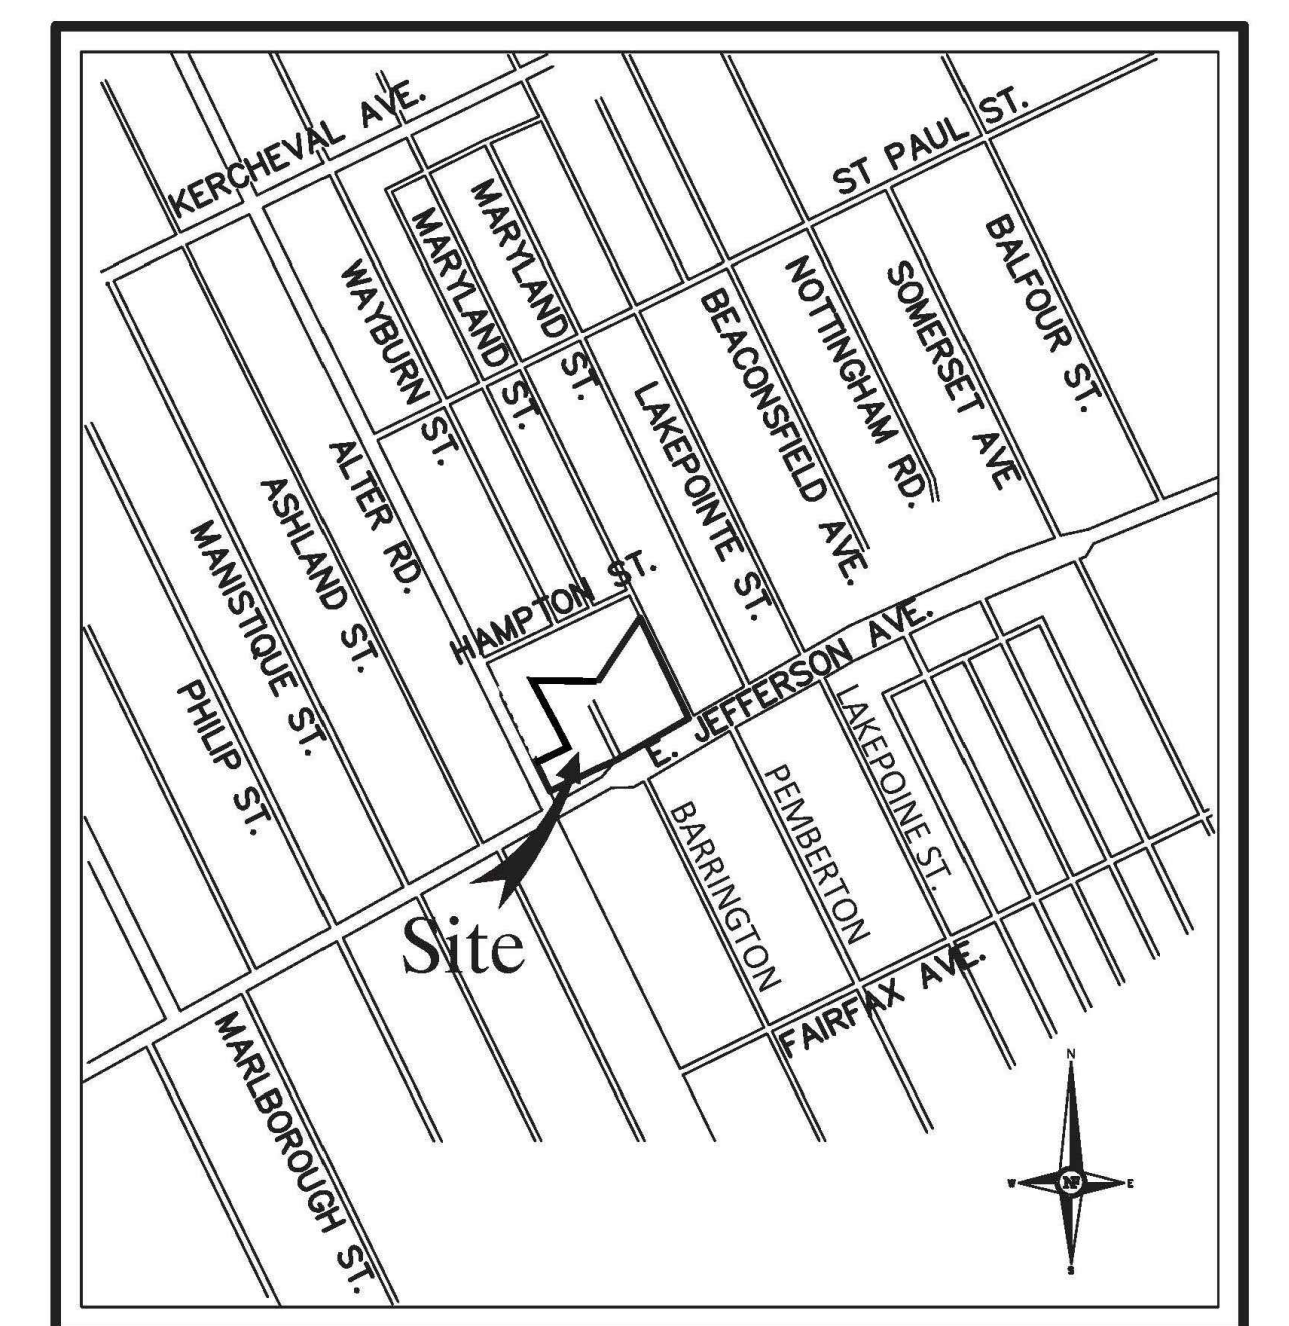 KERCHEVAL AVE.
ST PAUL ST.
MARYLAND ST.
MARYLAND ST.
WAYBURN ST.
BALFOUR ST.
SOMERSET AVE
NOTTINGHAM RD.
BEACONSFIELD AVE.
LAKEPOINTE ST.
ALTER RD.
ASHLAND ST.
MANISTIQUE ST.
PHILIP ST.
HAMPTON ST.
E. JEFFERSON AVE.
LAKEPOINE ST.
PEMBERTON
BARRINGTON
Site
FAIRFAX AVE.
MARLBOROUGH ST.
N
W
NF
E
S